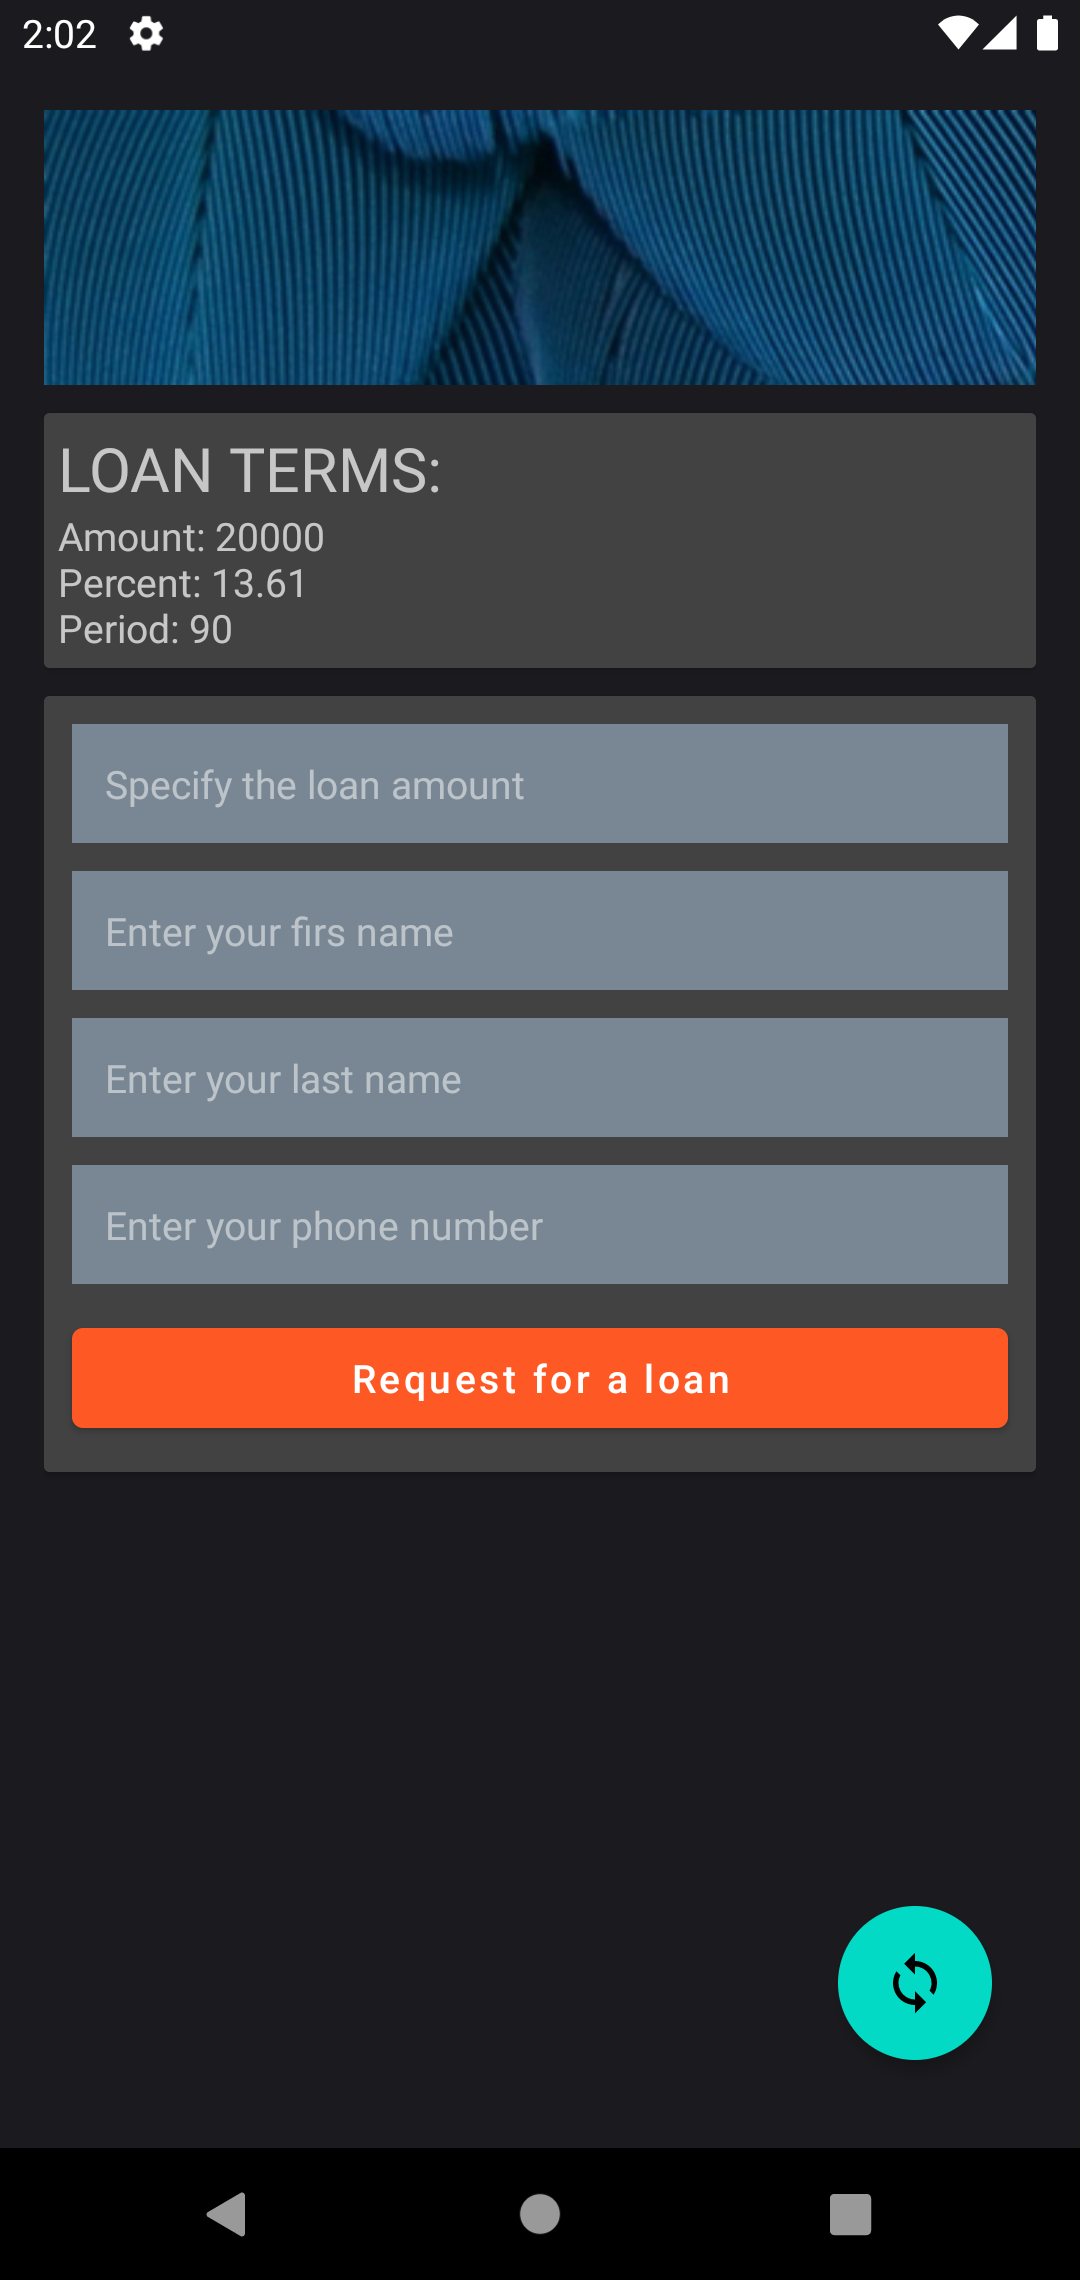 2:02
LOAN TERMS:
Amount: 20000
Percent: 13.61
Period: 90
Specify the loan amount
Enter your firs name
Enter your last name
Enter your phone number
Request for a loan